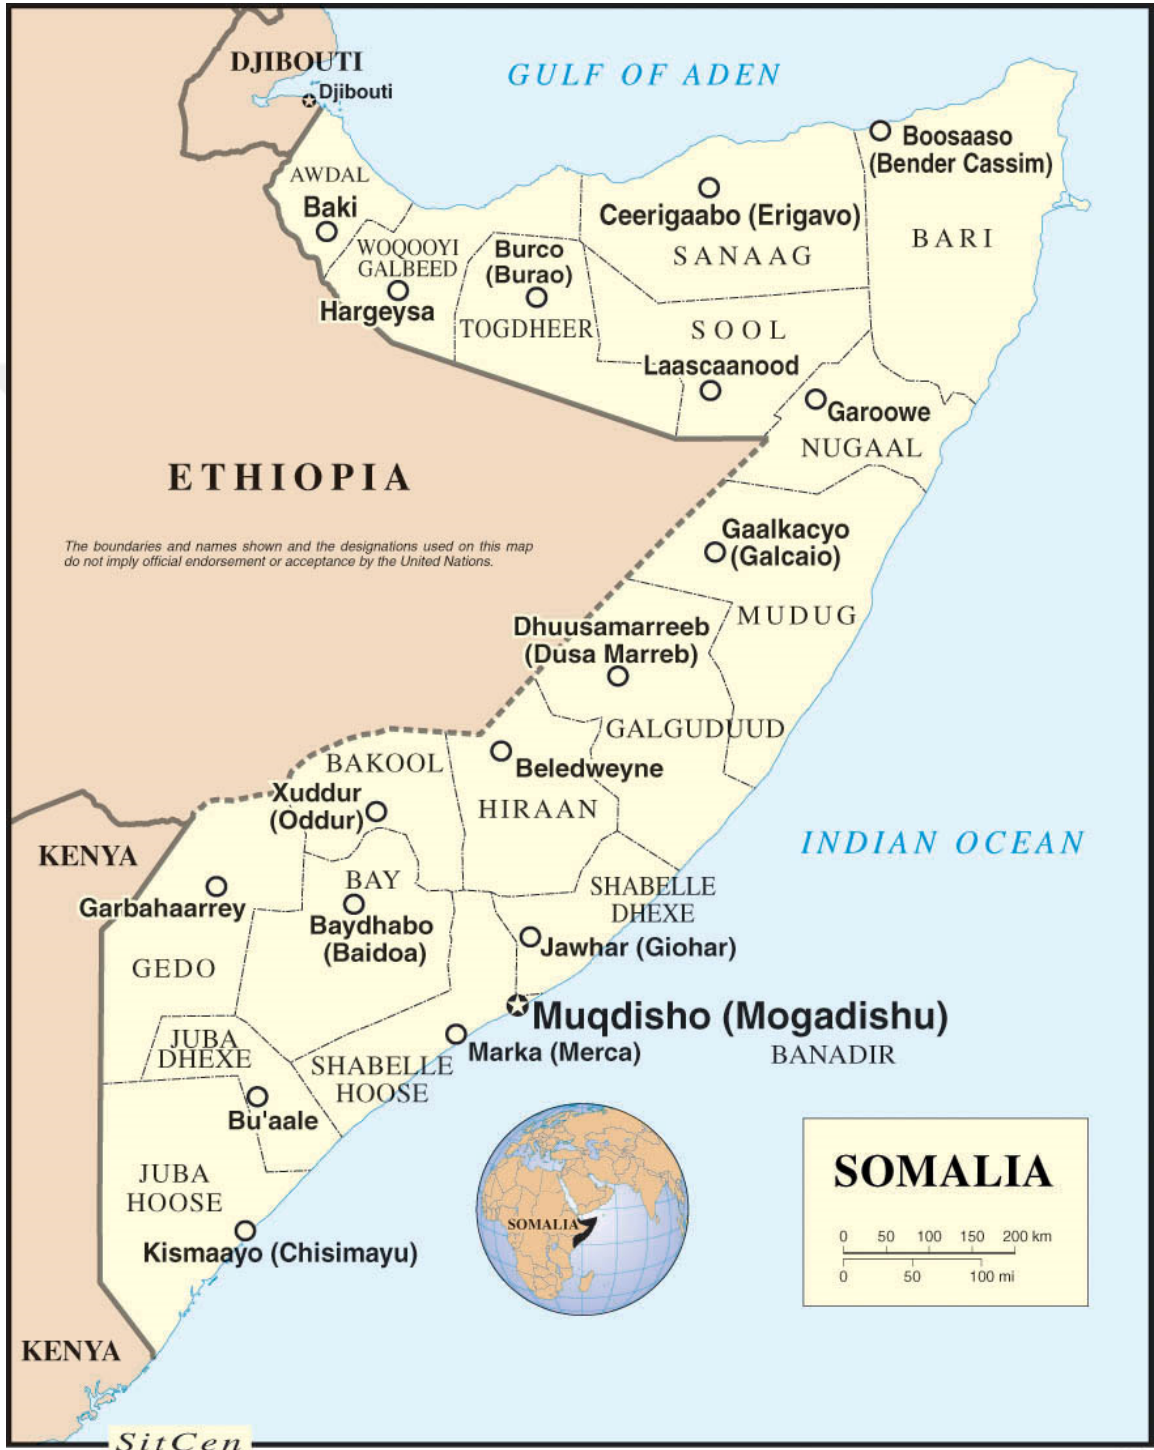 DJIBOUTI
Djibouti
GULF OF ADEN
Boosaaso
(Bender Cassim)
AWDAL
Baki
Ceerigaabo (Erigavo)
SANAAG
BARI
WOQOOYI
GALBEED
Hargeysa
Burco
(Burao)
TOGDHEER
SOOL
Laascaanood
Garoowe
NUGAAL
ETHIOPIA
The boundaries and names shown and the designations used on this map
do not imply official endorsement or acceptance by the United Nations.
Gaalkacyo
(Galcaio)
MUDUG
Dhuusamarreeb
(Dusa Marreb)
GALGUDUUD
BAKOOL
Beledweyne
Xuddur
(Oddur)
HIRAAN
INDIAN OCEAN
KENYA
Garbahaarrey
BAY
Baydhabo
(Baidoa)
SHABELLE
DHEXE
Jawhar (Giohar)
GEDO
Muqdisho (Mogadishu)
BANADIR
JUBA
DHEXE
Marka (Merca)
SHABELLE
HOOSE
Bu'aale
JUBA
HOOSE
Kismaayo (Chisimayu)
SOMALIA
SOMALIA
0 50 100 150 200 km
0 50 100 mi
KENYA
SitCen